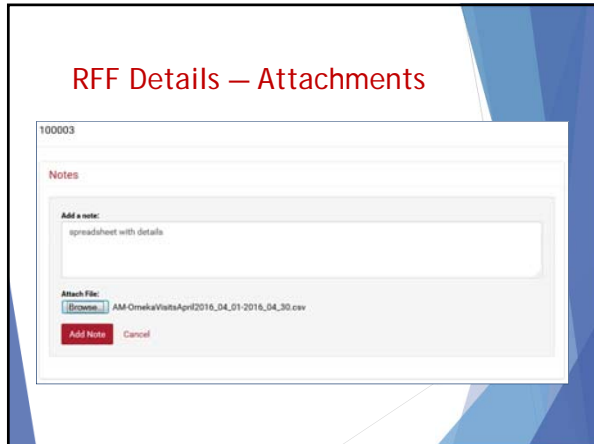 RFF Details — Attachments
100003
Notes
Add a note:
spreadsheet with details
Attach File:
Browse... AM-OmekaVisitsApril2016_04_01-2016_04_30.csv
Add Note Cancel